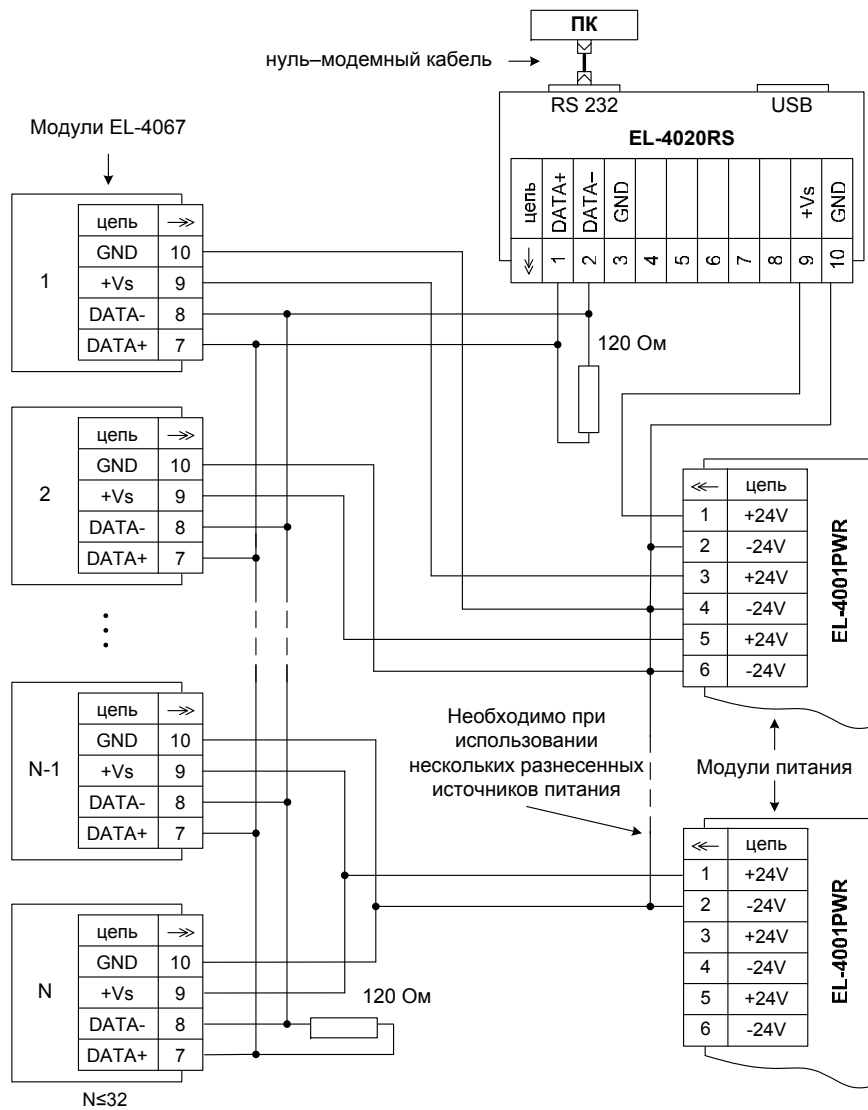 ПК
нуль–модемный кабель
RS 232
USB
EL-4020RS
цепь
DATA+
DATA–
GND
+Vs
GND
1
2
3
4
5
6
7
8
9
10
120 Ом
Модули EL-4067
1
цепь
GND 10
+Vs 9
DATA- 8
DATA+ 7
2
цепь
GND 10
+Vs 9
DATA- 8
DATA+ 7
N-1
цепь
GND 10
+Vs 9
DATA- 8
DATA+ 7
N
цепь
GND 10
+Vs 9
DATA- 8
DATA+ 7
N≤32
120 Ом
цепь
1 +24V
2 -24V
3 +24V
4 -24V
5 +24V
6 -24V
EL-4001PWR
Необходимо при
использовании
нескольких разнесенных
источников питания
Модули питания
цепь
1 +24V
2 -24V
3 +24V
4 -24V
5 +24V
6 -24V
EL-4001PWR